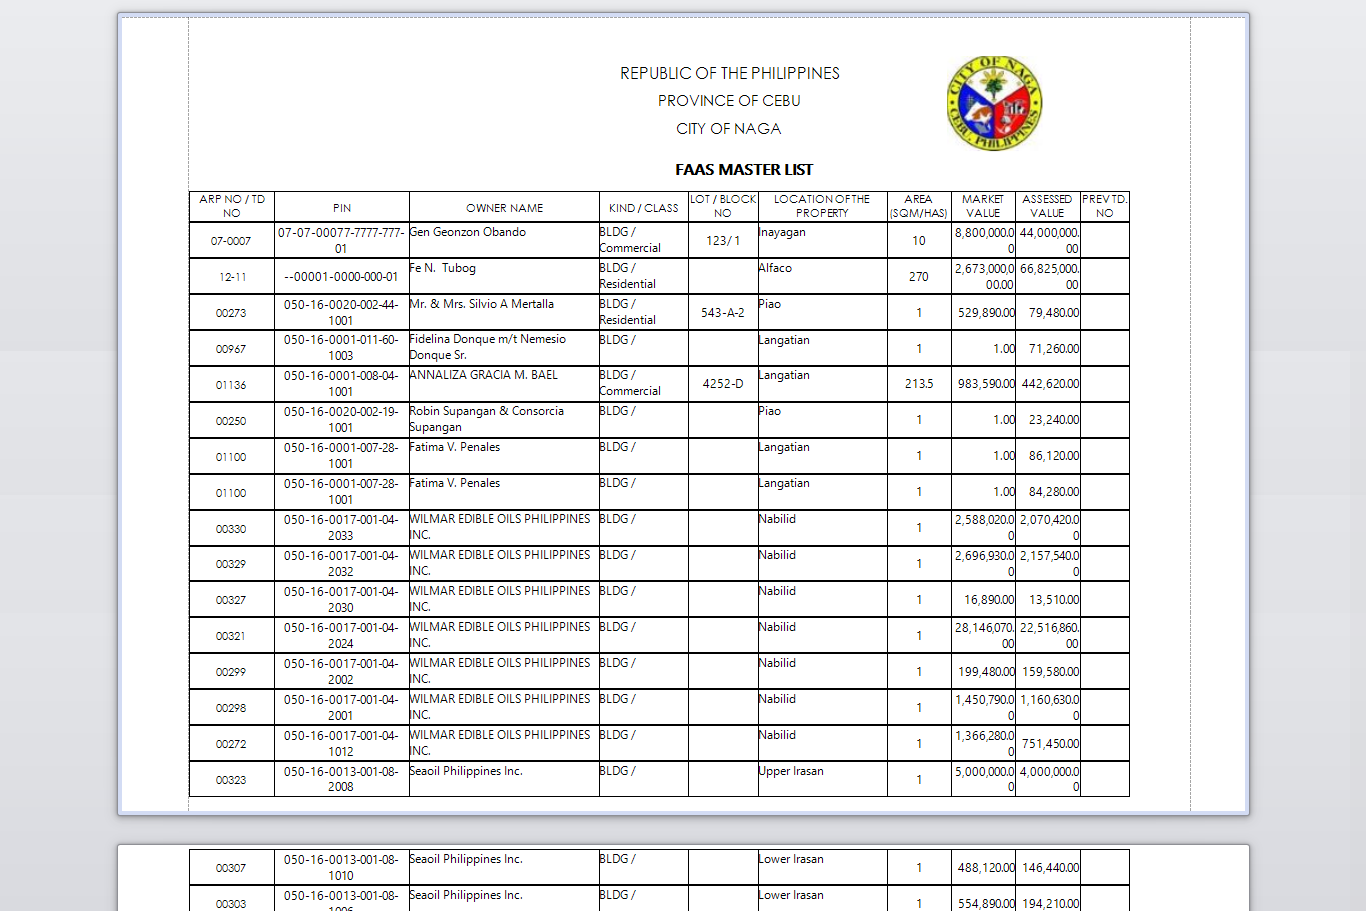 REPUBLIC OF THE PHILIPPINES
PROVINCE OF CEBU
CITY OF NAGA
CITY OF NAGA
CEBU, PHILIPPINES
FAAS MASTER LIST
ARP NO / TD NO PIN OWNER NAME KIND / CLASS LOT / BLOCK NO LOCATION OF THE PROPERTY AREA (SQM/HAS) MARKET VALUE ASSESSED VALUE PREV TD. NO
07-0007 07-07-00077-7777-777-01 Gen Geonzon Obando BLDG / Commercial 123/ 1 Inayagan 10 8,800,000.00 44,000,000.00
12-11 --00001-0000-000-01 Fe N.  Tubog BLDG / Residential Alfaco 270 2,673,000,000.00 66,825,000.00
00273 050-16-0020-002-44-1001 Mr. & Mrs. Silvio A Mertalla BLDG / Residential 543-A-2 Piao 1 529,890.00 79,480.00
00967 050-16-0001-011-60-1003 Fidelina Donque m/t Nemesio Donque Sr. BLDG / Langatian 1 1.00 71,260.00
01136 050-16-0001-008-04-1001 ANNALIZA GRACIA M. BAEL BLDG / Commercial 4252-D Langatian 213.5 983,590.00 442,620.00
00250 050-16-0020-002-19-1001 Robin Supangan & Consorcia Supangan BLDG / Piao 1 1.00 23,240.00
01100 050-16-0001-007-28-1001 Fatima V. Penales BLDG / Langatian 1 1.00 86,120.00
01100 050-16-0001-007-28-1001 Fatima V. Penales BLDG / Langatian 1 1.00 84,280.00
00330 050-16-0017-001-04-2033 WILMAR EDIBLE OILS PHILIPPINES INC. BLDG / Nabilid 1 2,588,020.00 2,070,420.00
00329 050-16-0017-001-04-2032 WILMAR EDIBLE OILS PHILIPPINES INC. BLDG / Nabilid 1 2,696,930.00 2,157,540.00
00327 050-16-0017-001-04-2030 WILMAR EDIBLE OILS PHILIPPINES INC. BLDG / Nabilid 1 16,890.00 13,510.00
00321 050-16-0017-001-04-2024 WILMAR EDIBLE OILS PHILIPPINES INC. BLDG / Nabilid 1 28,146,070.00 22,516,860.00
00299 050-16-0017-001-04-2002 WILMAR EDIBLE OILS PHILIPPINES INC. BLDG / Nabilid 1 199,480.00 159,580.00
00298 050-16-0017-001-04-2001 WILMAR EDIBLE OILS PHILIPPINES INC. BLDG / Nabilid 1 1,450,790.00 1,160,630.00
00272 050-16-0017-001-04-1012 WILMAR EDIBLE OILS PHILIPPINES INC. BLDG / Nabilid 1 1,366,280.00 751,450.00
00323 050-16-0013-001-08-2008 Seaoil Philippines Inc. BLDG / Upper Irasan 1 5,000,000.00 4,000,000.00
00307 050-16-0013-001-08-1010 Seaoil Philippines Inc. BLDG / Lower Irasan 1 488,120.00 146,440.00
00303 050-16-0013-001-08- Seaoil Philippines Inc. BLDG / Lower Irasan 1 554,890.00 194,210.00